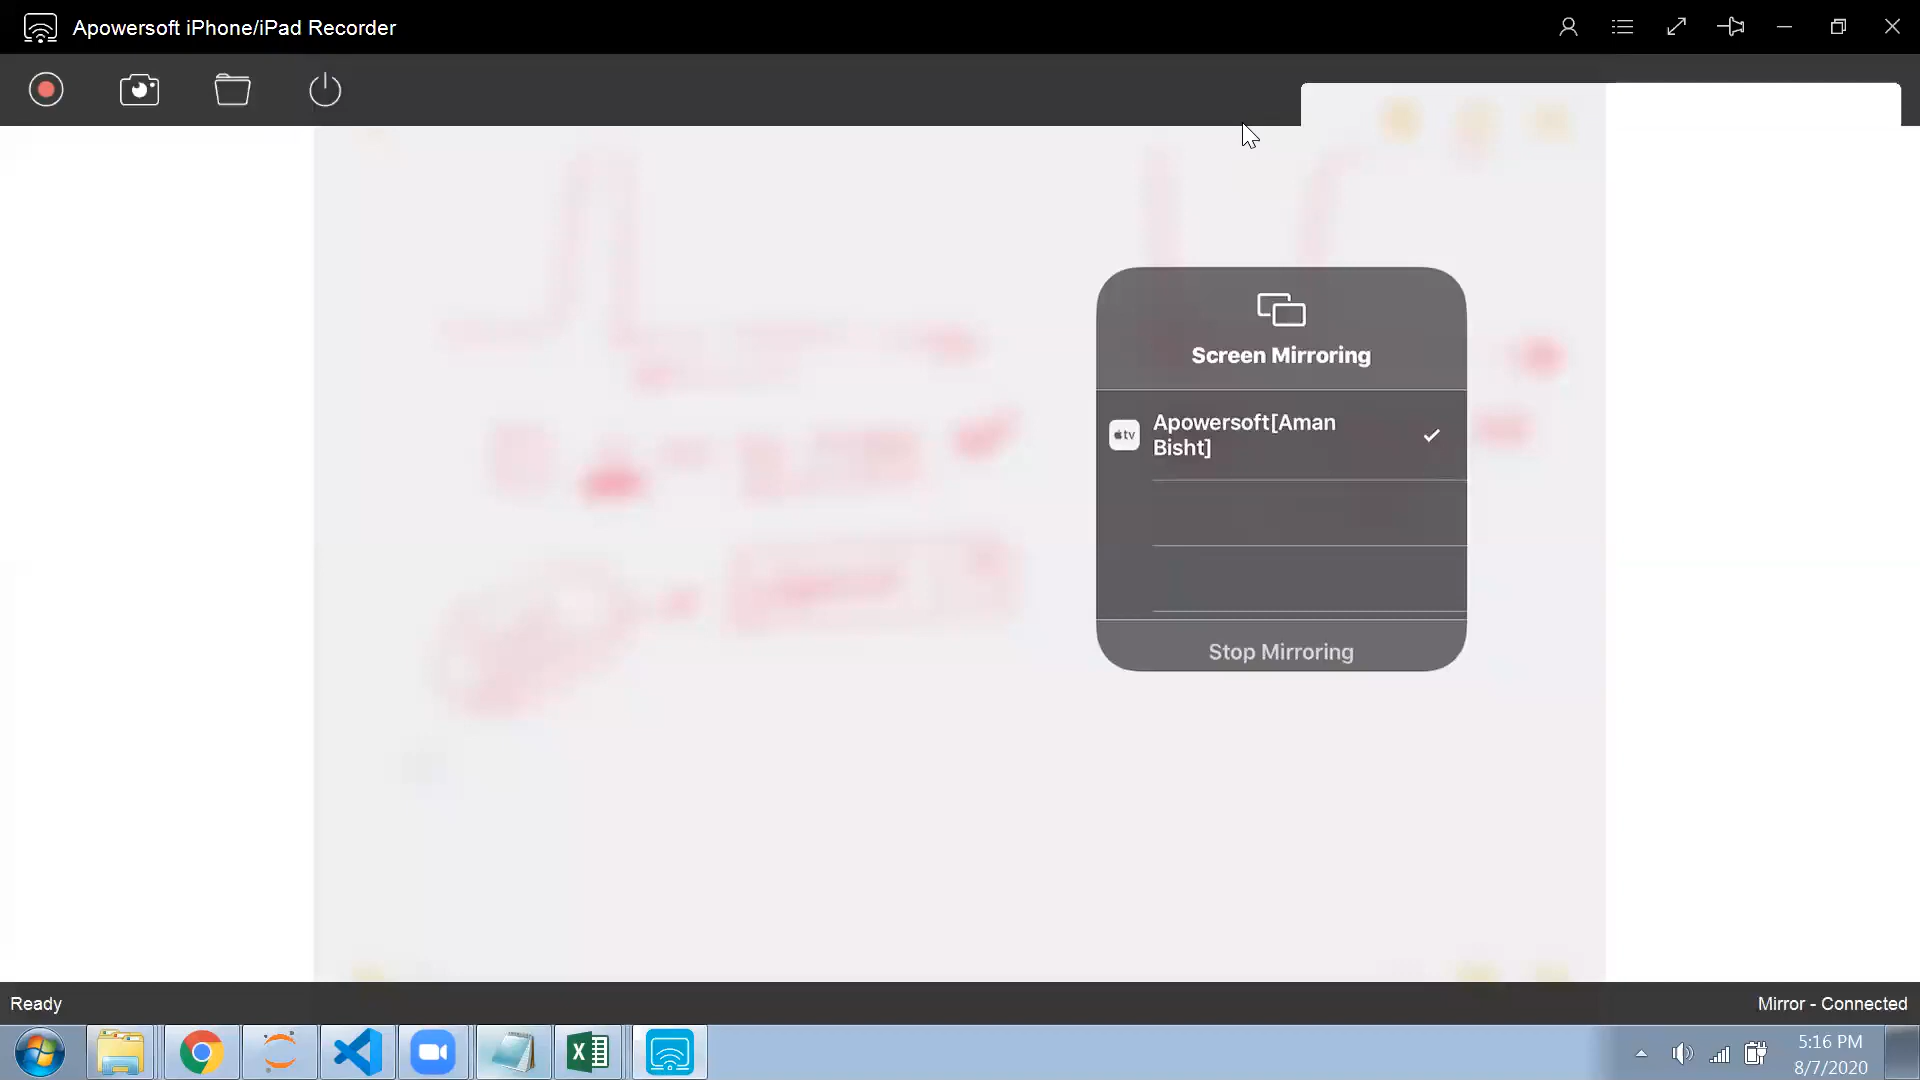 Apowersoft iPhone/iPad Recorder
Screen Mirroring
tv
Apowersoft[Aman
Bisht]
Stop Mirroring
Ready
Mirror - Connected
5:16 PM
8/7/2020